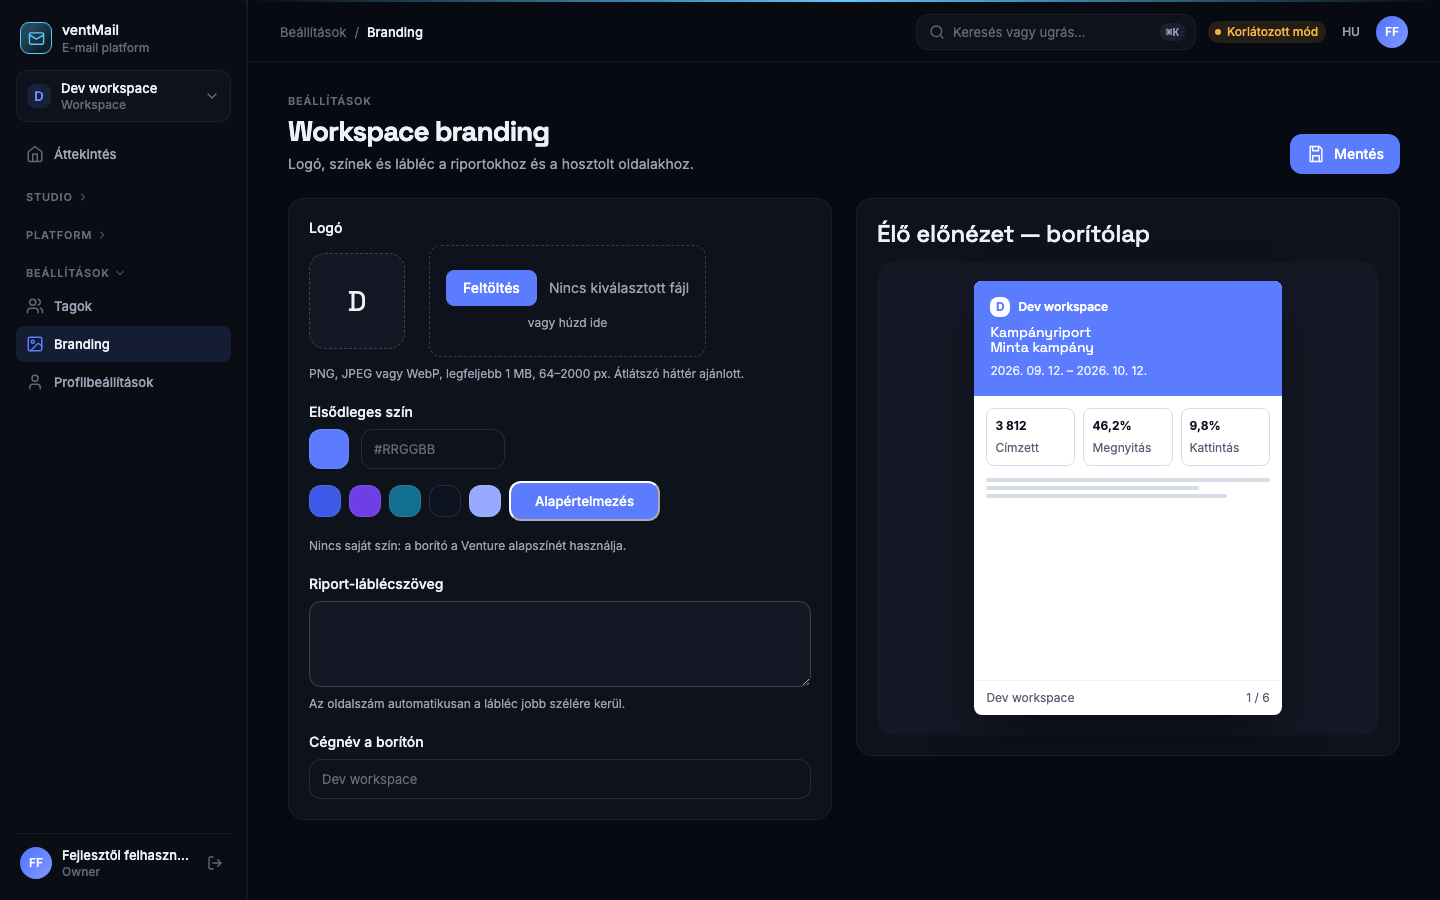 ventMail
E-mail platform
D
Dev workspace
Workspace
Áttekintés
STUDIO
PLATFORM
BEÁLLÍTÁSOK
Tagok
Branding
Profilbeállítások
FF
Fejlesztői felhaszn...
Owner
Beállítások / Branding
Keresés vagy ugrás...
⌘K
Korlátozott mód
HU
FF
BEÁLLÍTÁSOK
Workspace branding
Logó, színek és lábléc a riportokhoz és a hosztolt oldalakhoz.
Mentés
Logó
D
Feltöltés
Nincs kiválasztott fájl
vagy húzd ide
PNG, JPEG vagy WebP, legfeljebb 1 MB, 64–2000 px. Átlátszó háttér ajánlott.
Elsődleges szín
#RRGGBB
Alapértelmezés
Nincs saját szín: a borító a Venture alapszínét használja.
Riport-láblécszöveg
Az oldalszám automatikusan a lábléc jobb szélére kerül.
Cégnév a borítón
Dev workspace
Élő előnézet — borítólap
D
Dev workspace
Kampányriport
Minta kampány
2026. 09. 12. – 2026. 10. 12.
3 812
Címzett
46,2%
Megnyitás
9,8%
Kattintás
Dev workspace
1 / 6